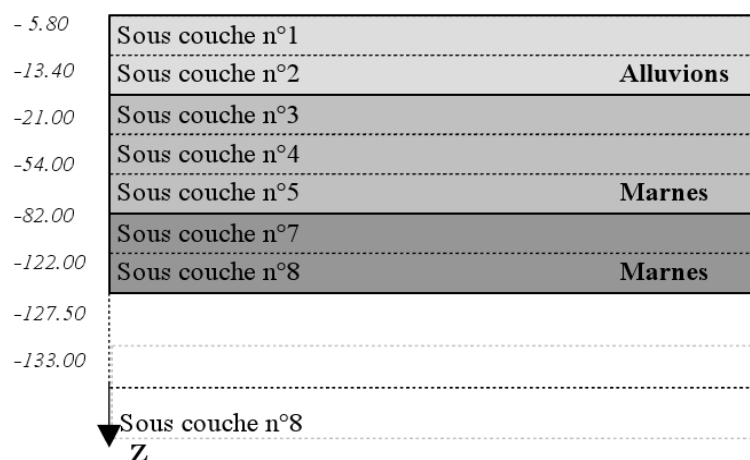 - 5.80
Sous couche n°1
-13.40
Sous couche n°2 Alluvions
-21.00
Sous couche n°3
-54.00
Sous couche n°4
Sous couche n°5 Marnes
-82.00
Sous couche n°7
-122.00
Sous couche n°8 Marnes
-127.50
-133.00
Sous couche n°8
Z